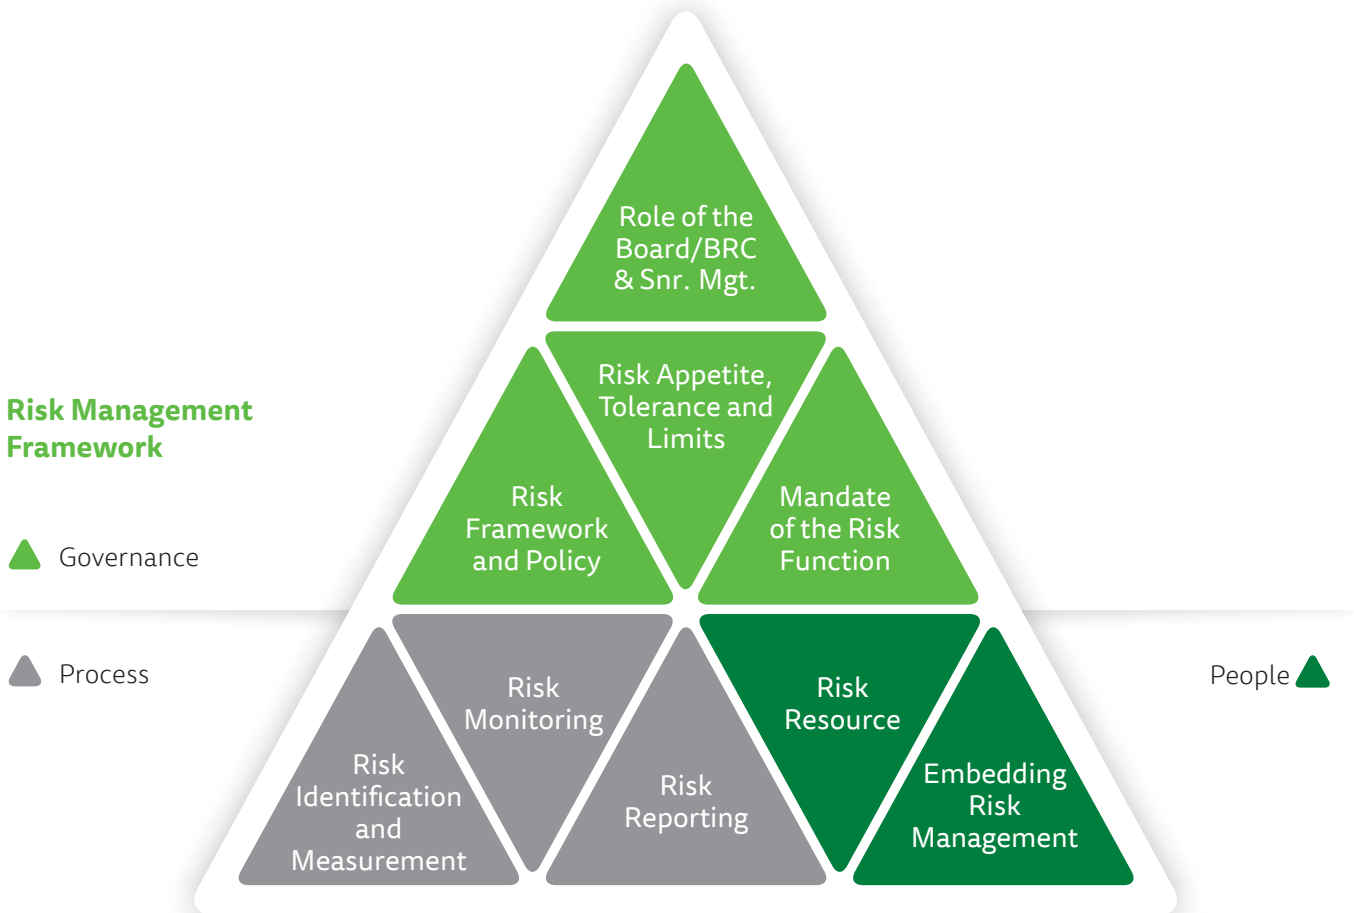 Role of the
Board/BRC
& Snr. Mgt.
Risk Appetite,
Tolerance and
Limits
Risk Management
Framework
Risk
Framework
and Policy
Mandate
of the Risk
Function
Governance
Process
People
Risk
Monitoring
Risk
Resource
Risk
Identification
and
Measurement
Risk
Reporting
Embedding
Risk
Management